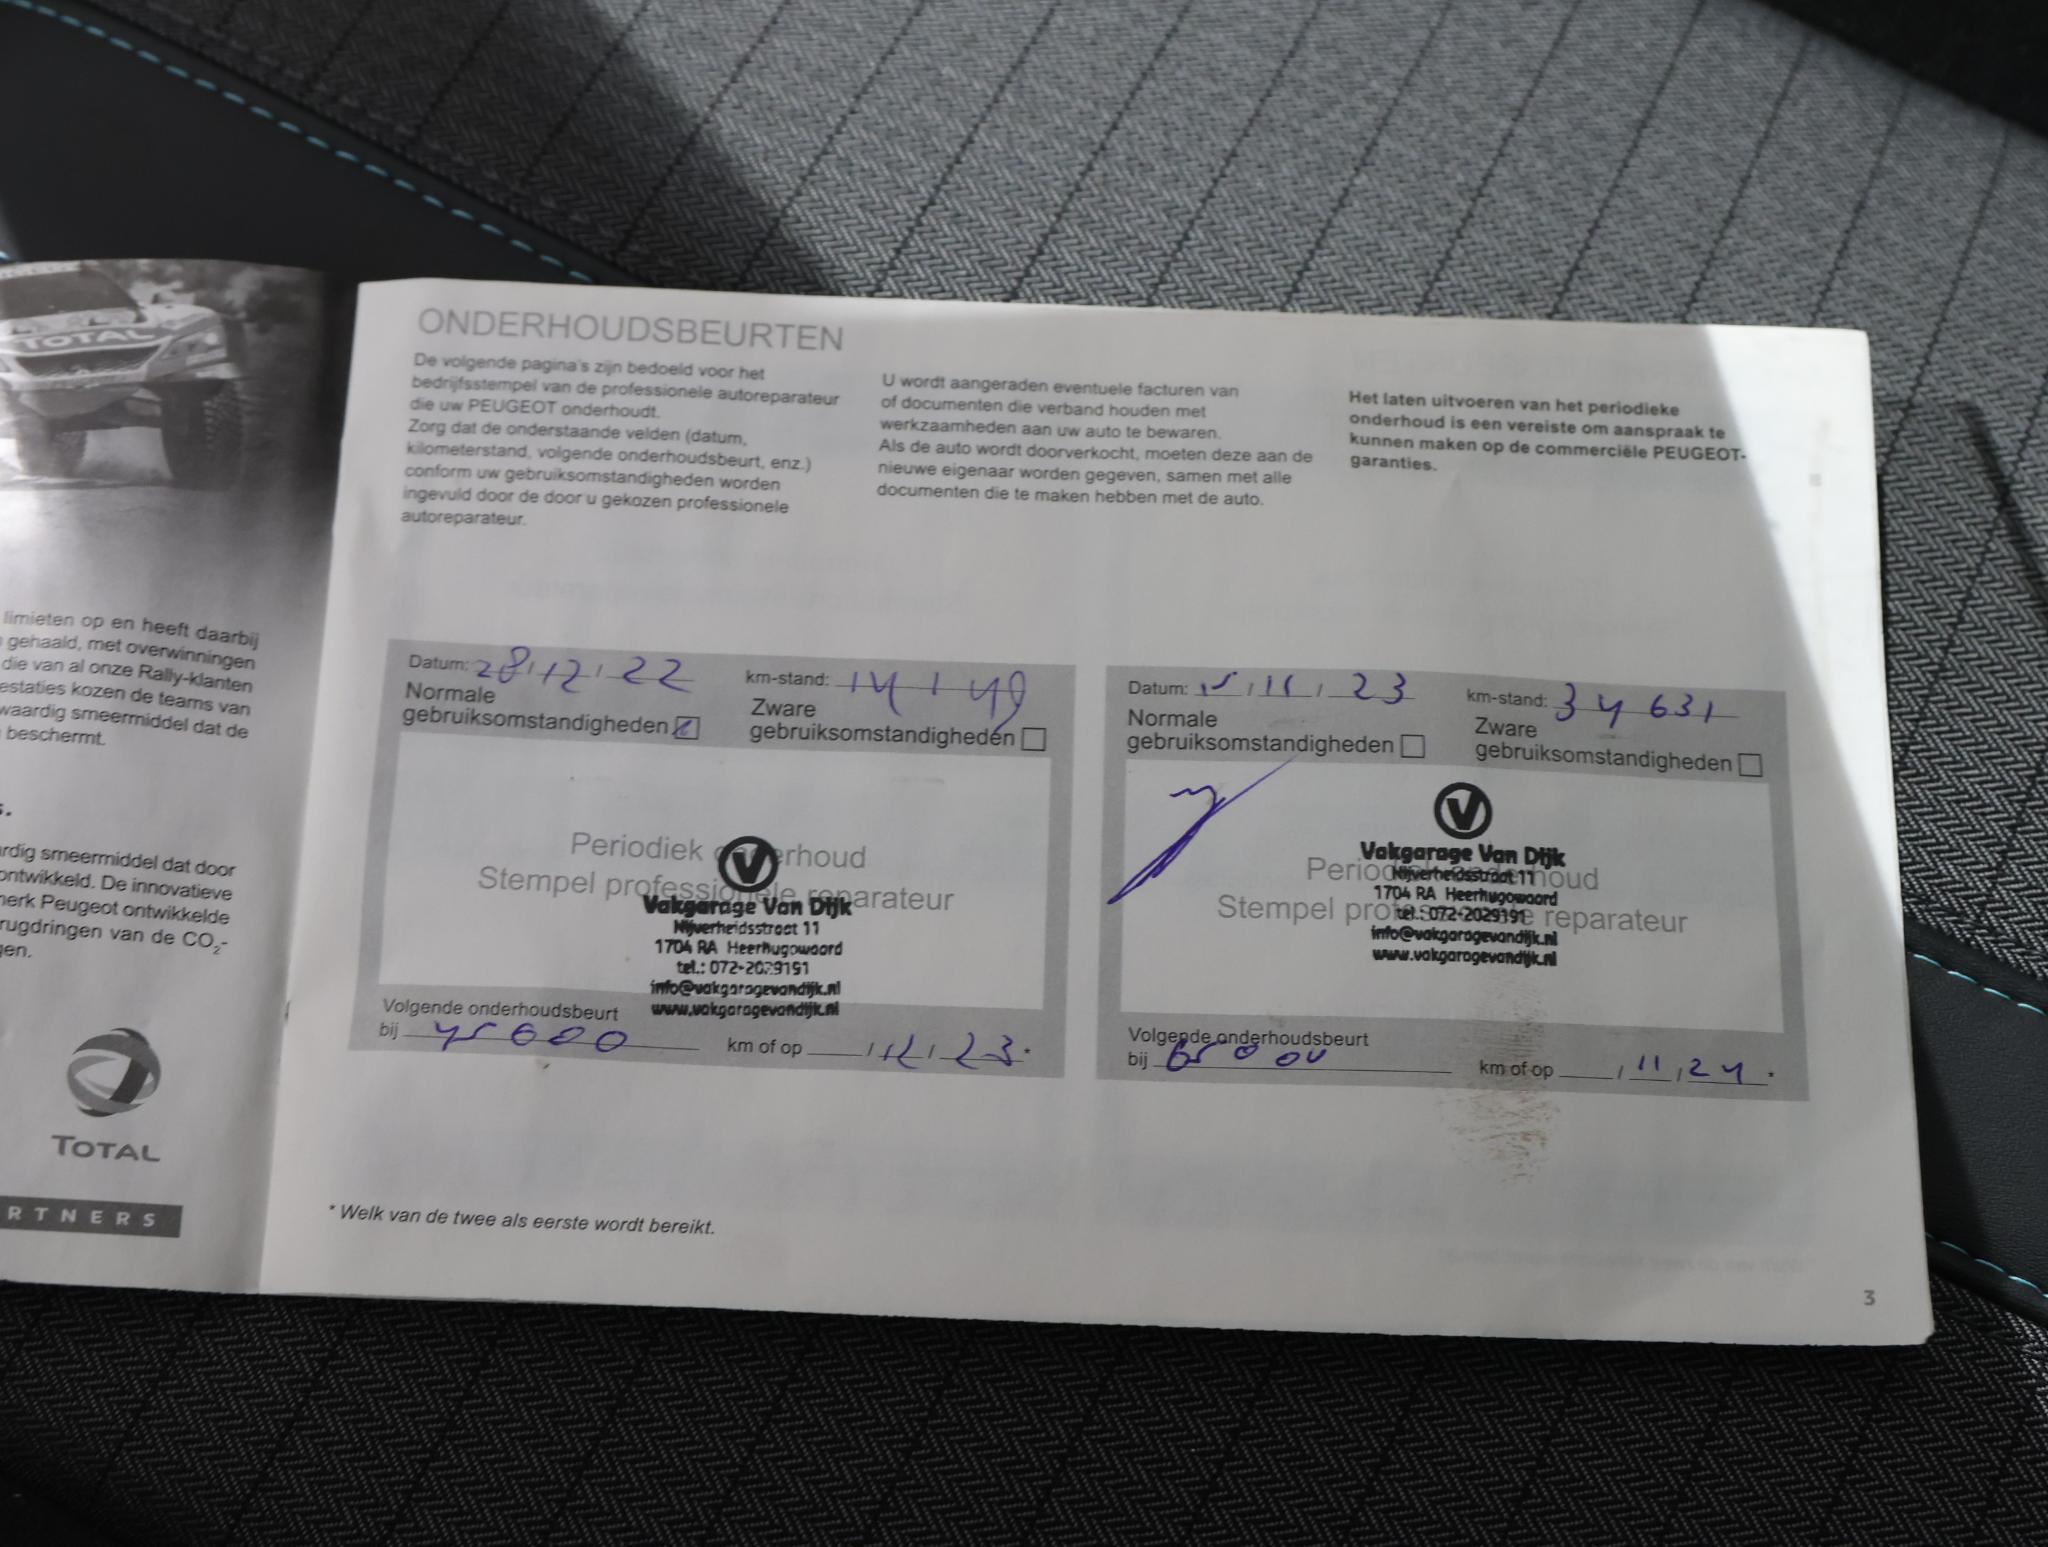 TOTAL
limieten op en heeft daarbij
gehaald, met overwinningen
die van al onze Rally-klanten
estaties kozen de teams van
waardig smeermiddel dat de
beschermt.
s.
rdig smeermiddel dat door
ontwikkeld. De innovatieve
merk Peugeot ontwikkelde
rugdringen van de CO₂-
gen.
TOTAL
RTNERS
ONDERHOUDSBEURTEN
De volgende pagina's zijn bedoeld voor het
bedrijfsstempel van de professionele autoreparateur
die uw PEUGEOT onderhoudt.
Zorg dat de onderstaande velden (datum,
kilometerstand, volgende onderhoudsbeurt, enz.)
conform uw gebruiksomstandigheden worden
ingevuld door de door u gekozen professionele
autoreparateur.
U wordt aangeraden eventuele facturen van
of documenten die verband houden met
werkzaamheden aan uw auto te bewaren.
Als de auto wordt doorverkocht, moeten deze aan de
nieuwe eigenaar worden gegeven, samen met alle
documenten die te maken hebben met de auto.
Het laten uitvoeren van het periodieke
onderhoud is een vereiste om aanspraak te
kunnen maken op de commerciële PEUGEOT-
garanties.
Datum: 28/12/22 km-stand: 14149
Normale
gebruiksomstandigheden
Zware
gebruiksomstandigheden
Periodiek onderhoud
Stempel professionele reparateur
V
Vakgarage Van Dijk
Nijverheidsstraat 11
1704 RA Heerhugowaard
tel.: 072-2029191
info@vakgaragevandijk.nl
www.vakgaragevandijk.nl
Volgende onderhoudsbeurt
bij 45000 km of op / 12 / 23 *
Datum: 15/11/23 km-stand: 34631
Normale
gebruiksomstandigheden
Zware
gebruiksomstandigheden
Periodiek onderhoud
Stempel professionele reparateur
V
Vakgarage Van Dijk
Nijverheidsstraat 11
1704 RA Heerhugowaard
tel.: 072-2029191
info@vakgaragevandijk.nl
www.vakgaragevandijk.nl
Volgende onderhoudsbeurt
bij 65000 km of op / 11 / 24 *
* Welk van de twee als eerste wordt bereikt.
3